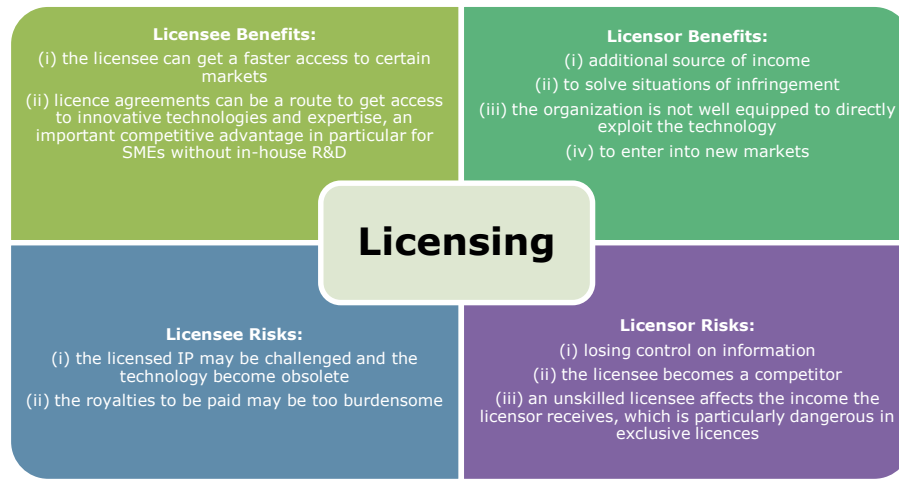 Licensee Benefits:
(i) the licensee can get a faster access to certain
markets
(ii) licence agreements can be a route to get access
to innovative technologies and expertise, an
important competitive advantage in particular for
SMEs without in-house R&D
Licensor Benefits:
(i) additional source of income
(ii) to solve situations of infringement
(iii) the organization is not well equipped to directly
exploit the technology
(iv) to enter into new markets
Licensing
Licensee Risks:
(i) the licensed IP may be challenged and the
technology become obsolete
(ii) the royalties to be paid may be too burdensome
Licensor Risks:
(i) losing control on information
(ii) the licensee becomes a competitor
(iii) an unskilled licensee affects the income the
licensor receives, which is particularly dangerous in
exclusive licences